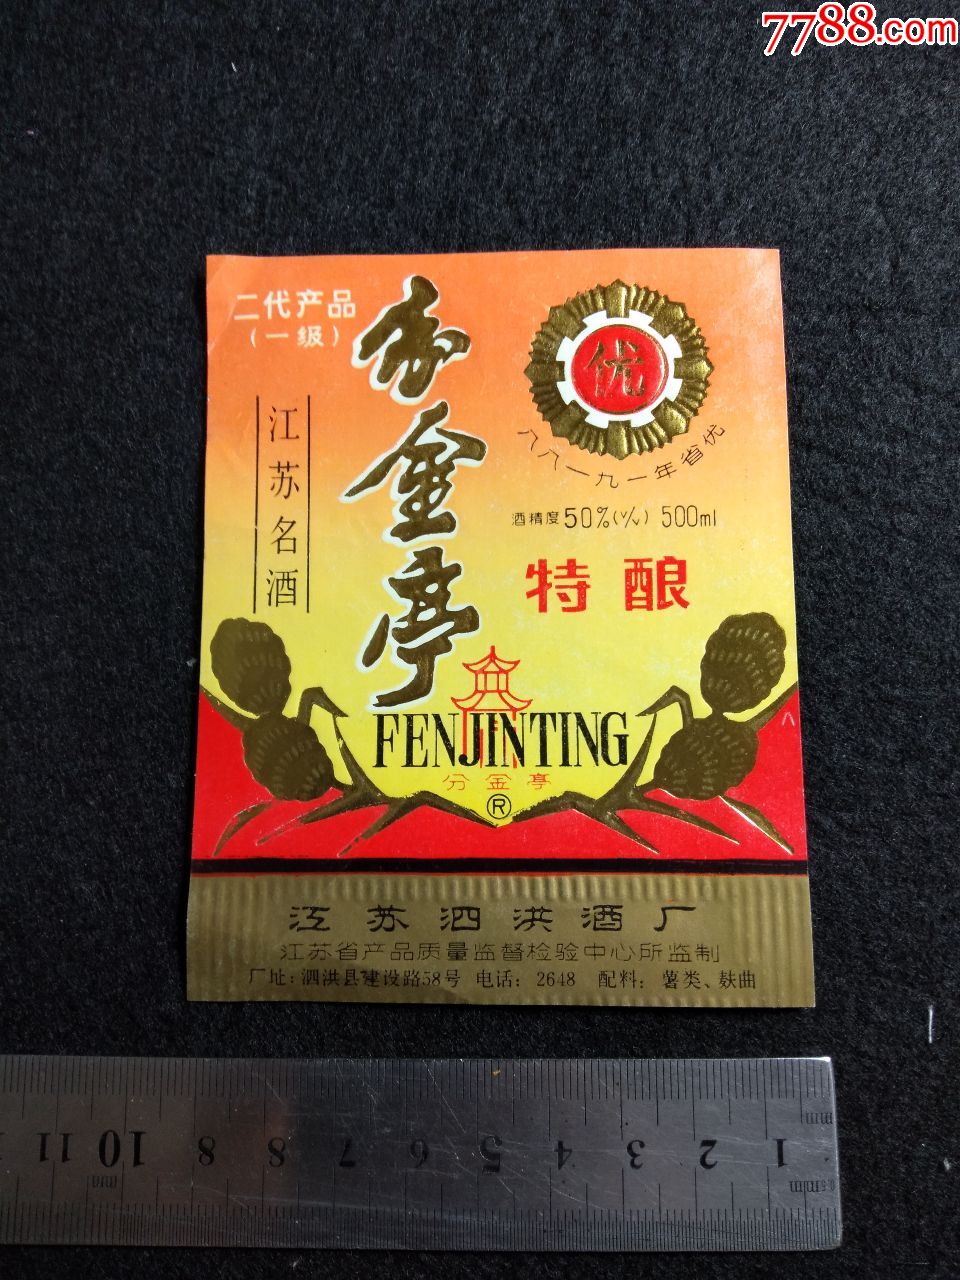 7788.com
二代产品
(一级)
分金亭
江苏名酒
优
八八一九一年省优
酒精度50%(V/V) 500ml
特酿
FENJINTING
分金亭
®
江苏泗洪酒厂
江苏省产品质量监督检验中心所监制
厂址：泗洪县建设路58号 电话：2648 配料：薯类、麸曲
mm
1 2 3 4 5 6 7 8 9 10 11
0.5mm